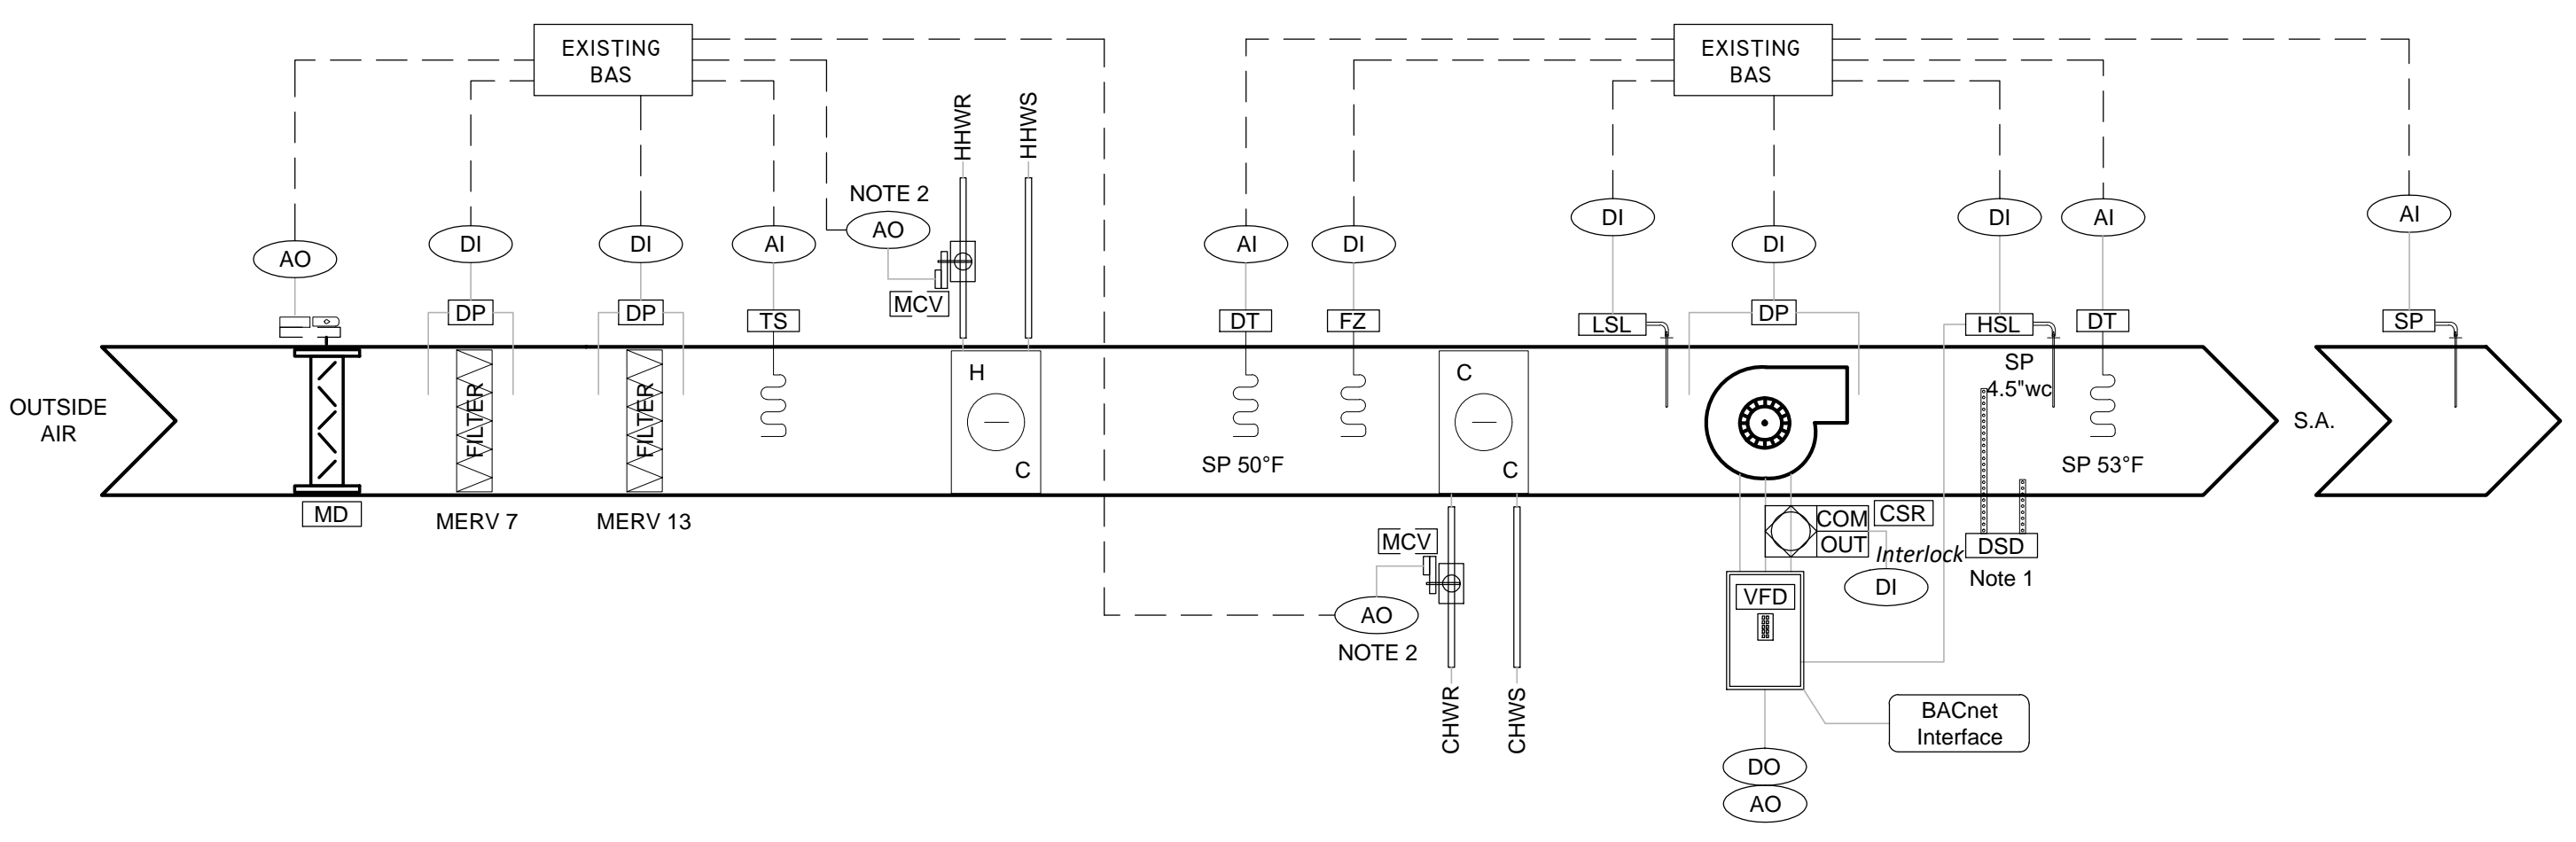 EXISTING
BAS
EXISTING
BAS
HHWR
HHWS
NOTE 2
AO
DI
DI
AI
AO
AI
DI
DI
DI
DI
AI
AI
MCV
DP
DP
TS
DT
FZ
LSL
DP
HSL
DT
SP
OUTSIDE
AIR
FILTER
FILTER
H
C
SP 50°F
C
C
SP
4.5"wc
SP 53°F
S.A.
MD
MERV 7
MERV 13
MCV
COM
OUT
CSR
Interlock
DSD
Note 1
DI
VFD
AO
NOTE 2
CHWR
CHWS
BACnet
Interface
DO
AO